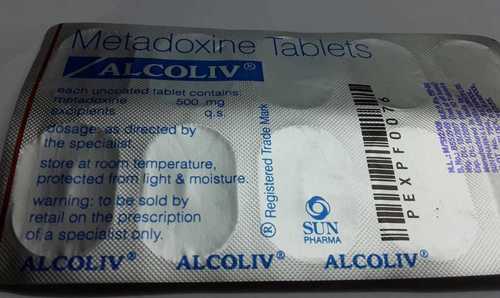 Metadoxine Tablets
ALCOLIV®
each uncoated tablet contains:
metadoxine 500 mg
excipients q.s.
dosage: as directed by
the specialist.
store at room temperature,
protected from light & moisture.
warning: to be sold by
retail on the prescription
of a specialist only.
® Registered Trade Mark
SUN
PHARMA
PEXPF0076
ALCOLIV® ALCOLIV® ALCOLIV®